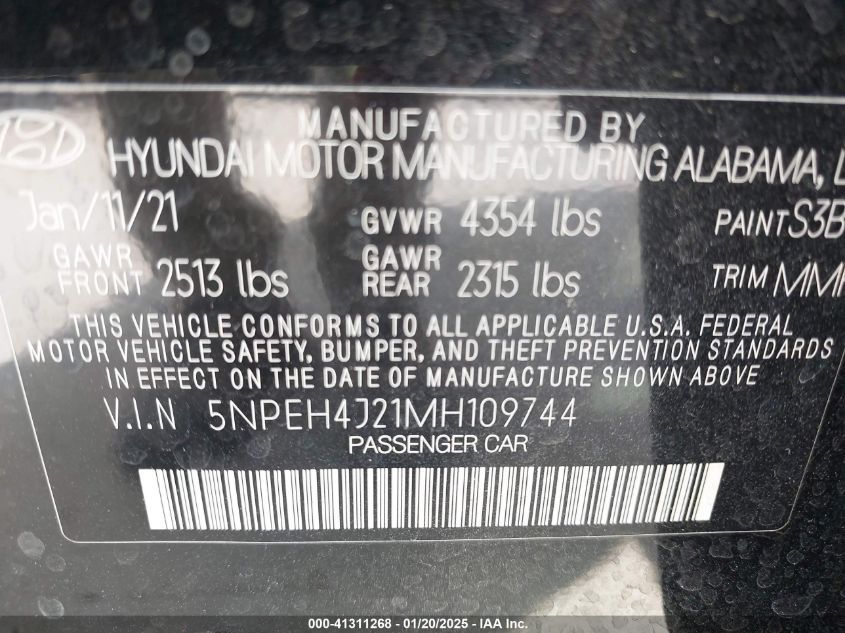 MANUFACTURED BY
HYUNDAI MOTOR MANUFACTURING ALABAMA,
Jan/11/21 GVWR 4354 lbs PAINT S3B
GAWR FRONT 2513 lbs GAWR REAR 2315 lbs TRIM MM
THIS VEHICLE CONFORMS TO ALL APPLICABLE U.S.A. FEDERAL
MOTOR VEHICLE SAFETY, BUMPER, AND THEFT PREVENTION STANDARDS
IN EFFECT ON THE DATE OF MANUFACTURE SHOWN ABOVE
V.I.N 5NPEH4J21MH109744
PASSENGER CAR
000-41311268 - 01/20/2025 - IAA Inc.